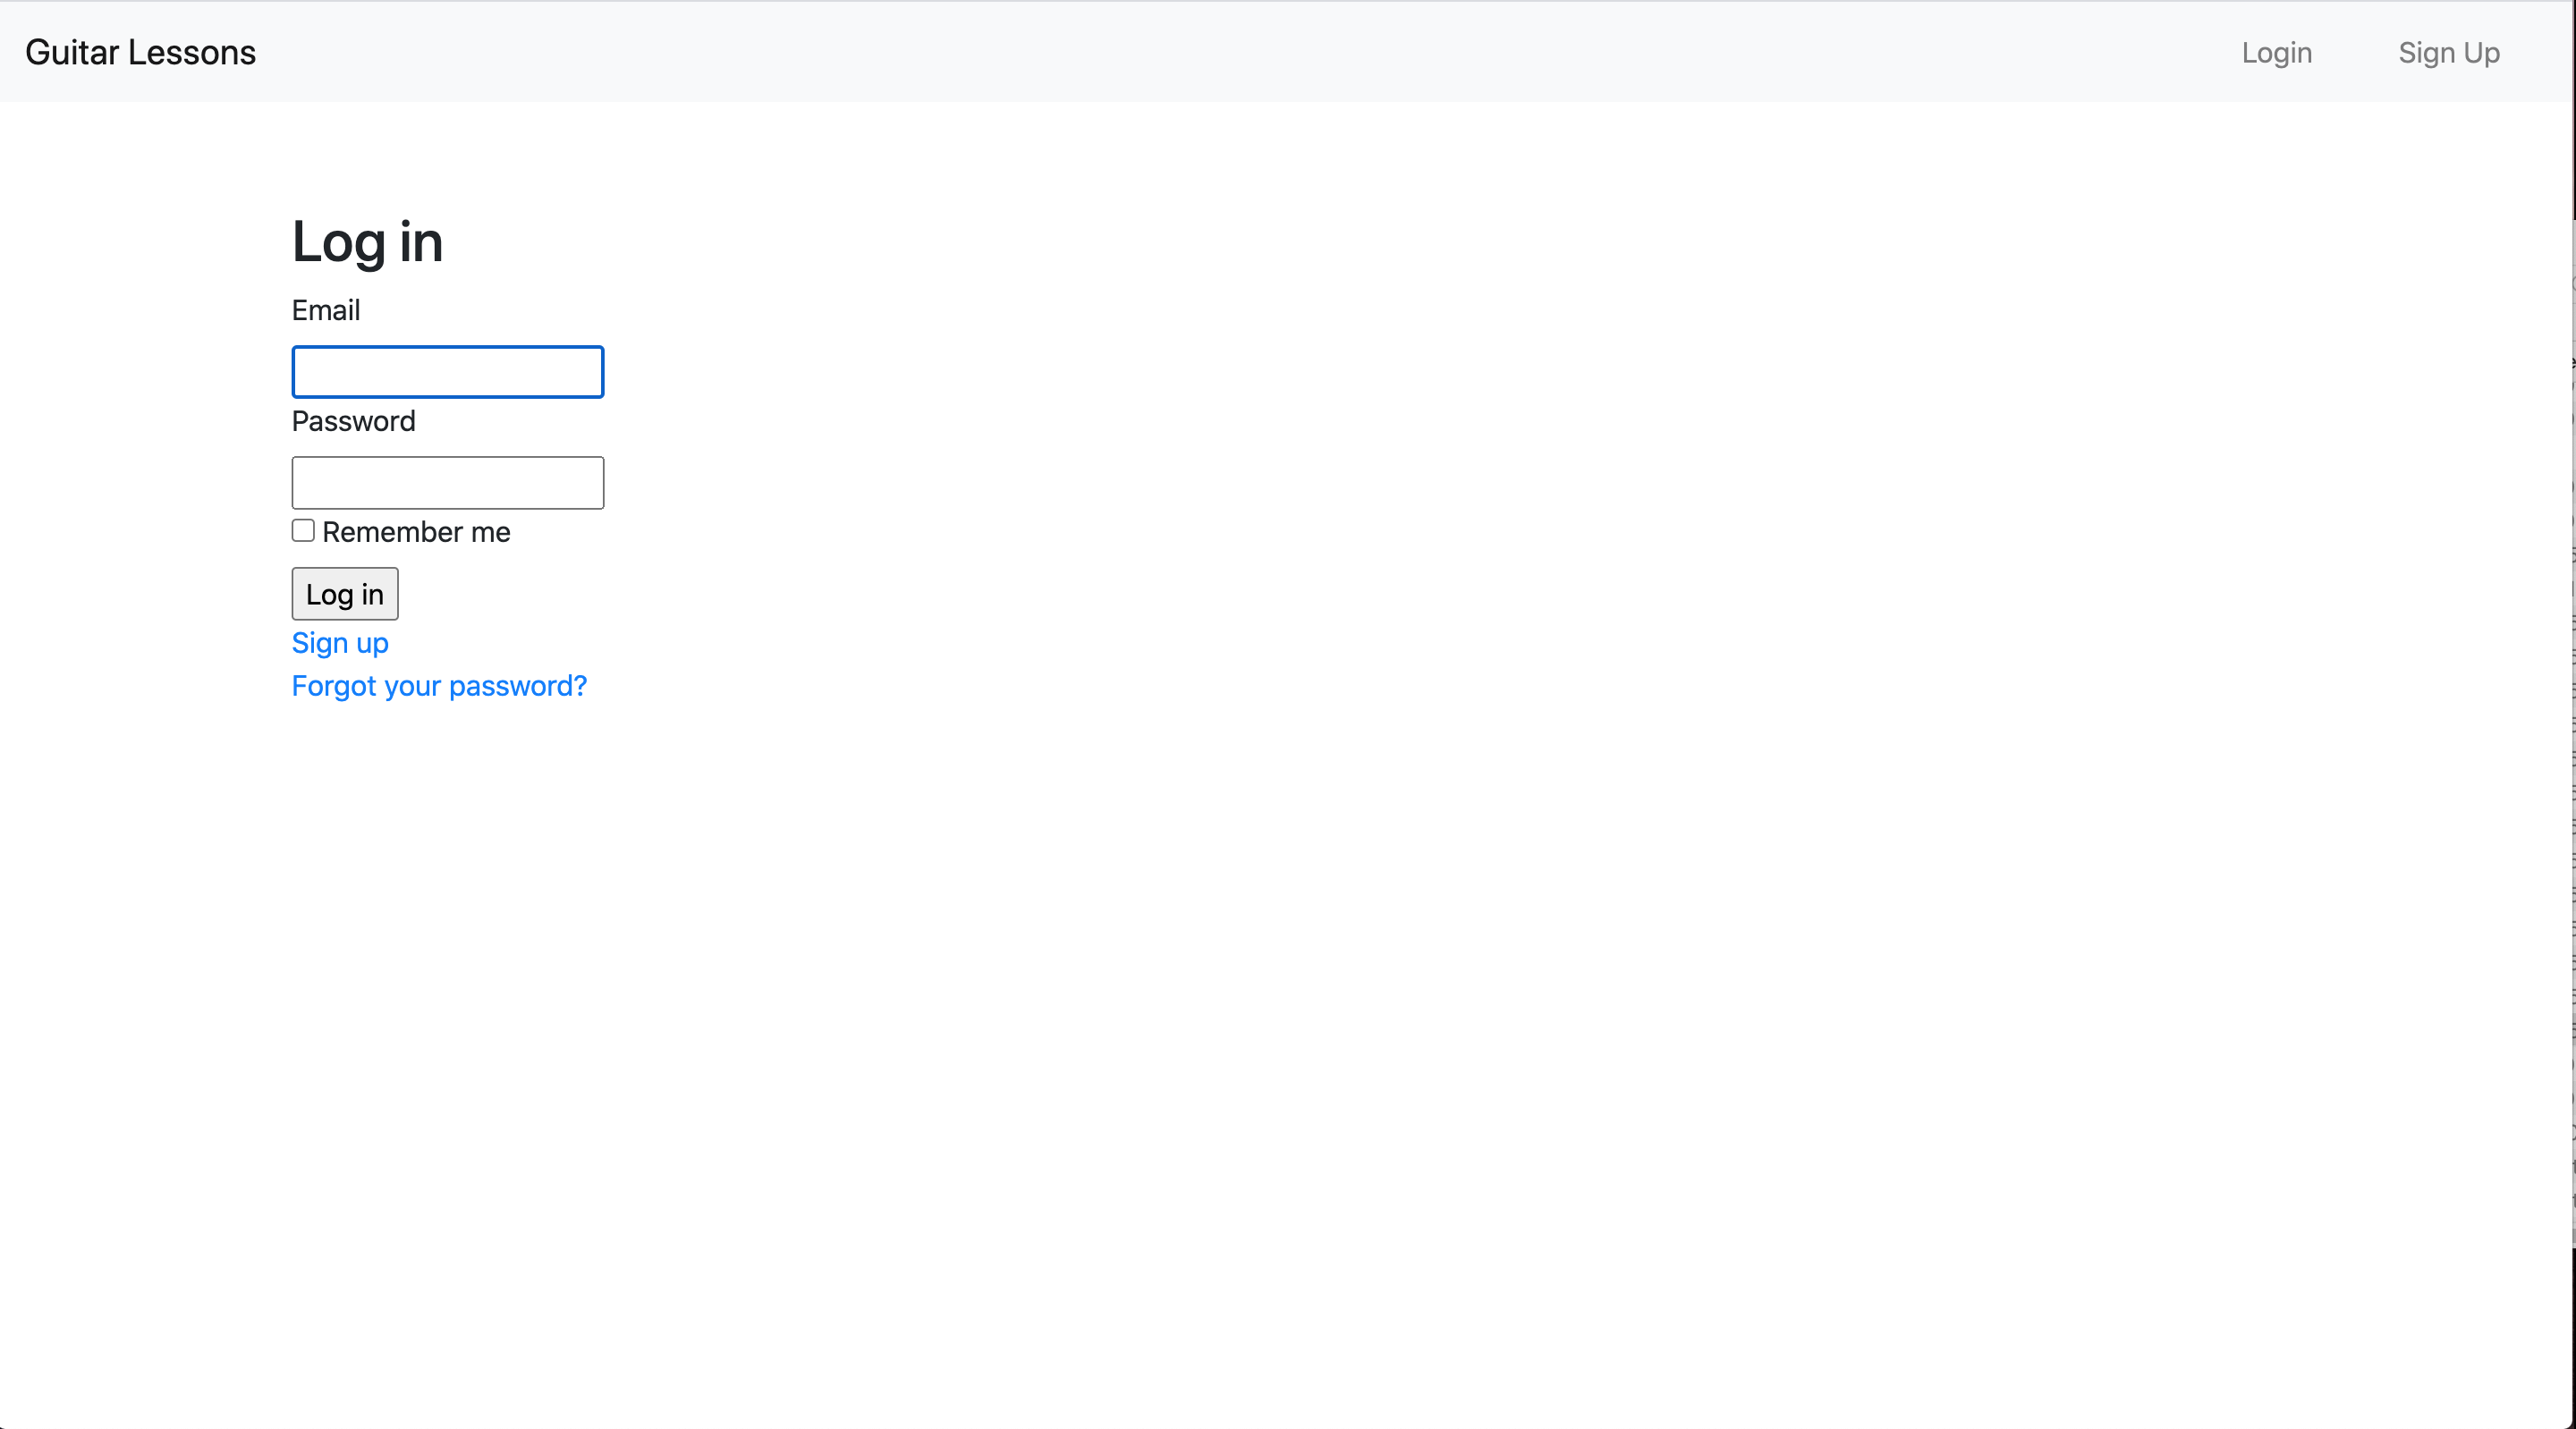 Guitar Lessons Login Sign Up
Log in
Email
Password
Remember me
Log in
Sign up
Forgot your password?